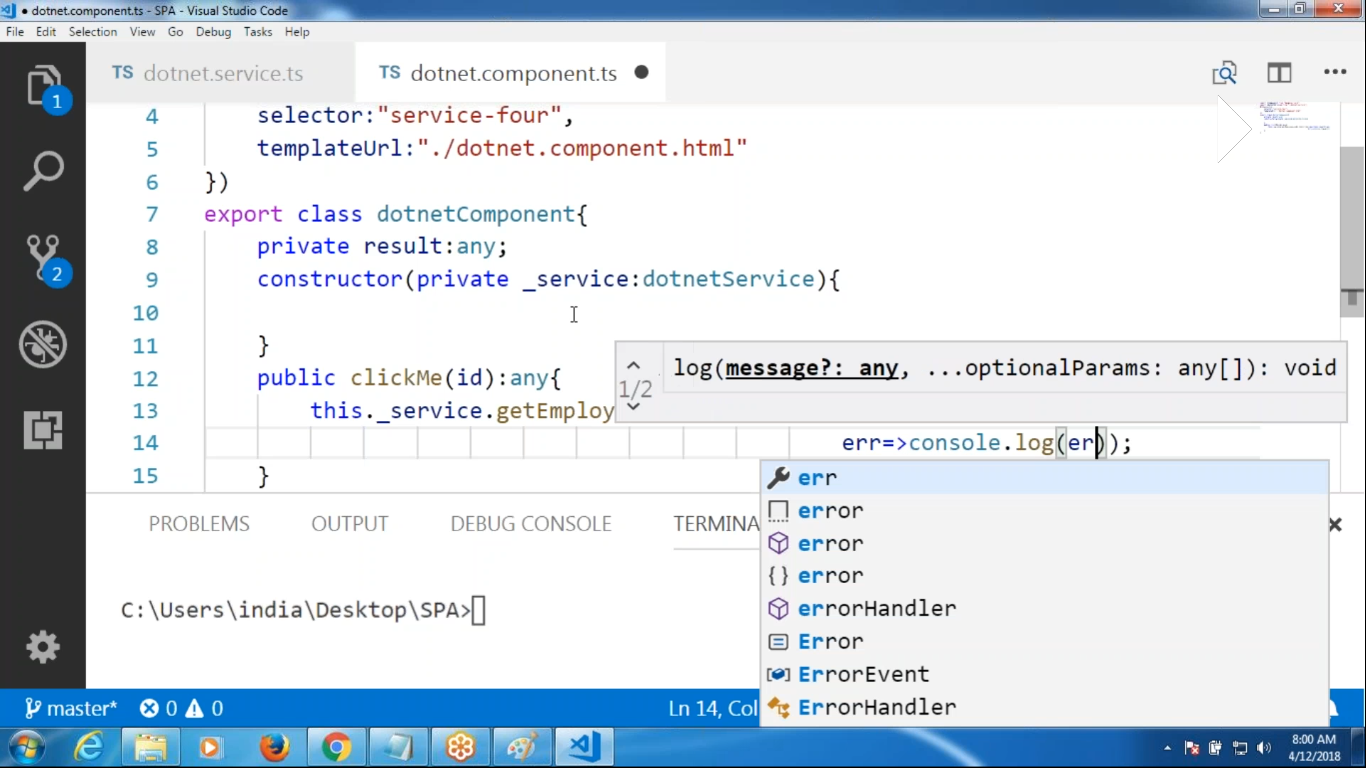 dotnet.component.ts - SPA - Visual Studio Code
File Edit Selection View Go Debug Tasks Help
1
TS dotnet.service.ts
TS dotnet.component.ts
4 selector:"service-four",
5 templateUrl:"./dotnet.component.html"
6 })
7 export class dotnetComponent{
8 private result:any;
9 constructor(private _service:dotnetService){
2
10
11 }
12 public clickMe(id):any{
log(message?: any, ...optionalParams: any[]): void
1/2
13 this._service.getEmploy
14 err=>console.log(er));
15 }
err
error
error
error
errorHandler
Error
ErrorEvent
ErrorHandler
PROBLEMS OUTPUT DEBUG CONSOLE TERMINA
C:\Users\india\Desktop\SPA>
master* 0 0 Ln 14, Col
8:00 AM
4/12/2018